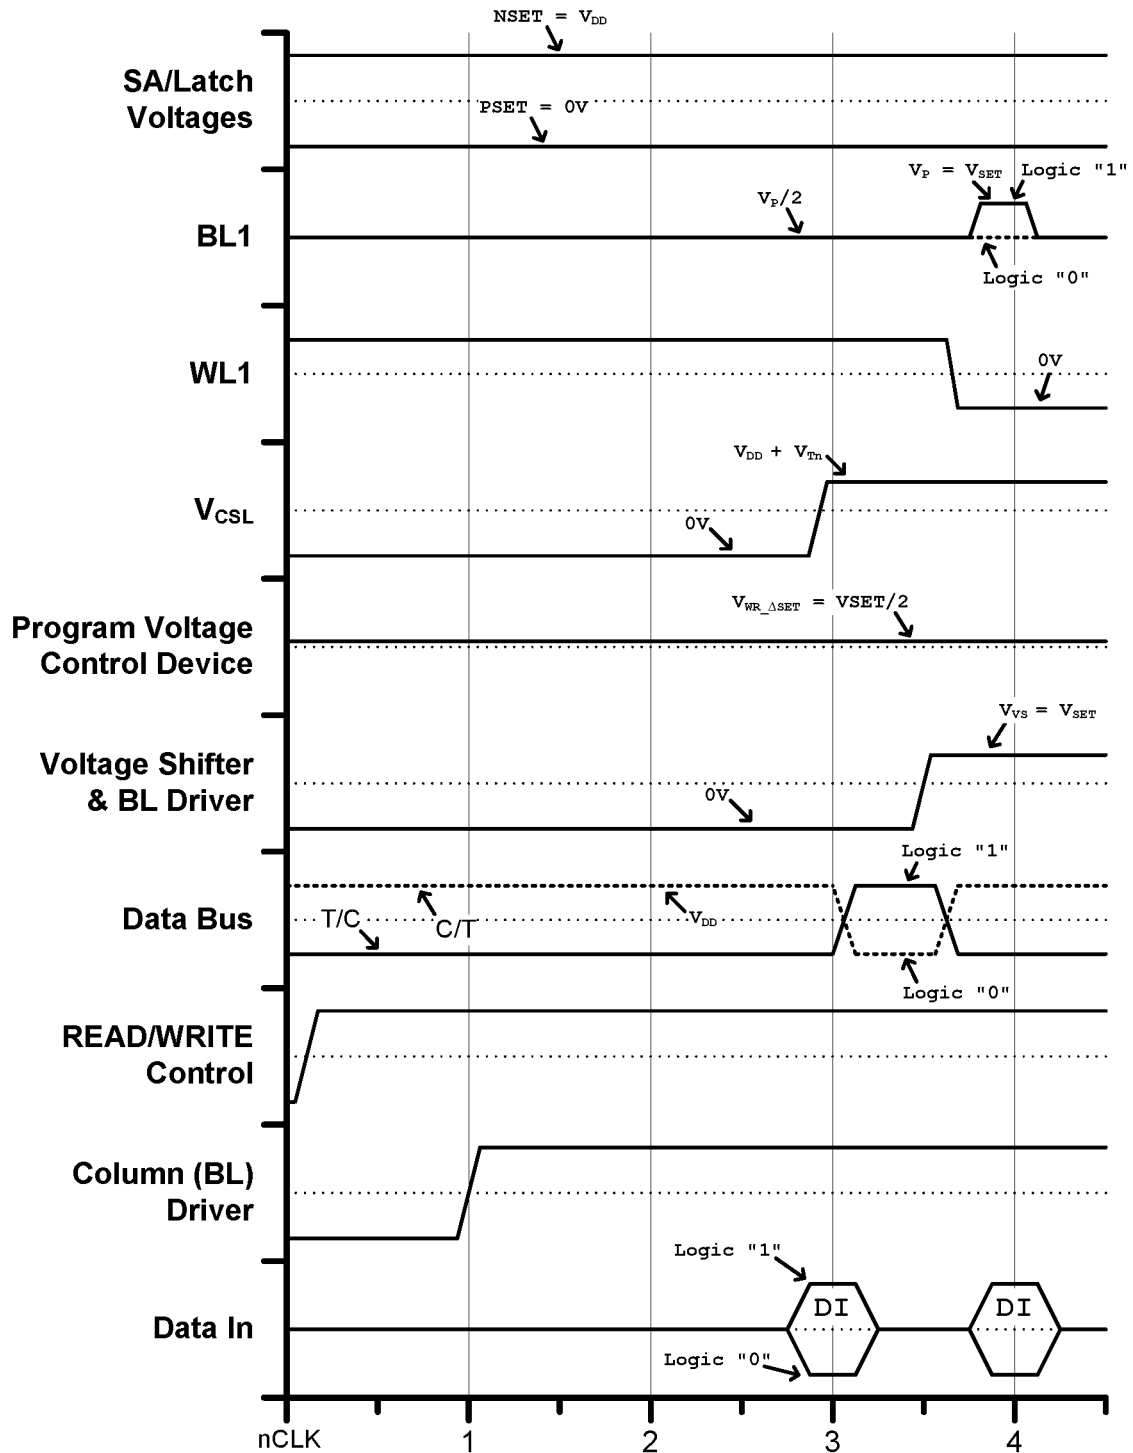 NSET = VDD
SA/Latch
Voltages
PSET = 0V
VP = VSET
Logic "1"
VP/2
BL1
Logic "0"
WL1
0V
VDD + VTn
VCSL
0V
VWR_ΔSET = VSET/2
Program Voltage
Control Device
VVS = VSET
Voltage Shifter
& BL Driver
0V
Logic "1"
Data Bus
T/C
C/T
VDD
Logic "0"
READ/WRITE
Control
Column (BL)
Driver
Logic "1"
DI
DI
Data In
Logic "0"
nCLK 1 2 3 4